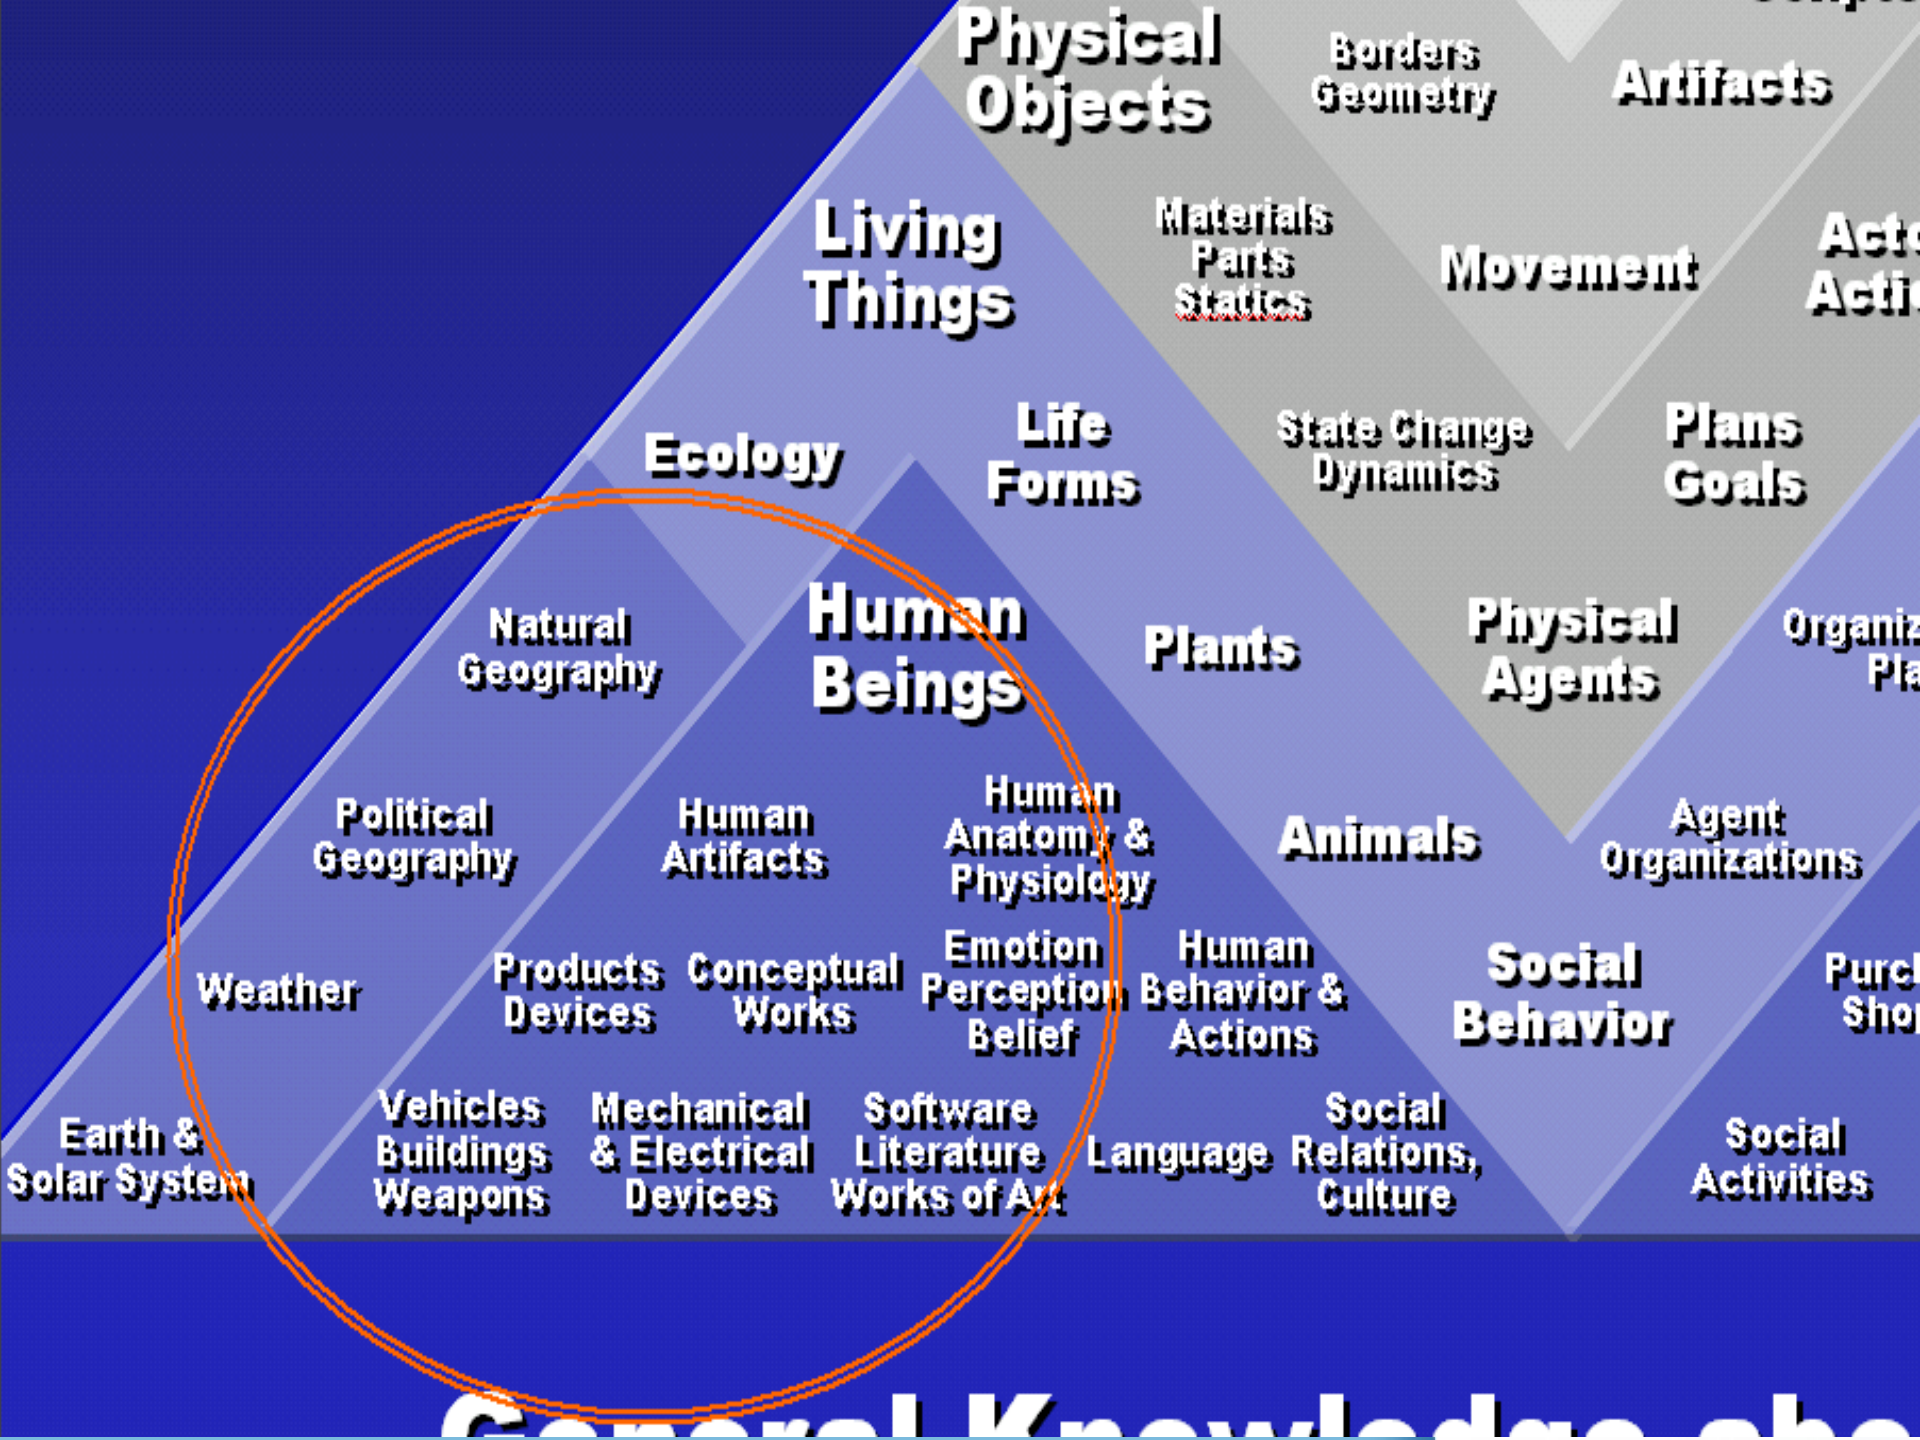 Physical
Objects
Borders
Geometry
Artifacts
Living
Things
Materials
Parts
Statics
Movement
Ecology
Life
Forms
State Change
Dynamics
Plans
Goals
Natural
Geography
Human
Beings
Plants
Physical
Agents
Political
Geography
Human
Artifacts
Human
Anatomy &
Physiology
Animals
Agent
Organizations
Weather
Products
Devices
Conceptual
Works
Emotion
Perception
Belief
Human
Behavior &
Actions
Social
Behavior
Earth &
Solar System
Vehicles
Buildings
Weapons
Mechanical
& Electrical
Devices
Software
Literature
Works of Art
Language
Social
Relations,
Culture
Social
Activities
General Knowledge